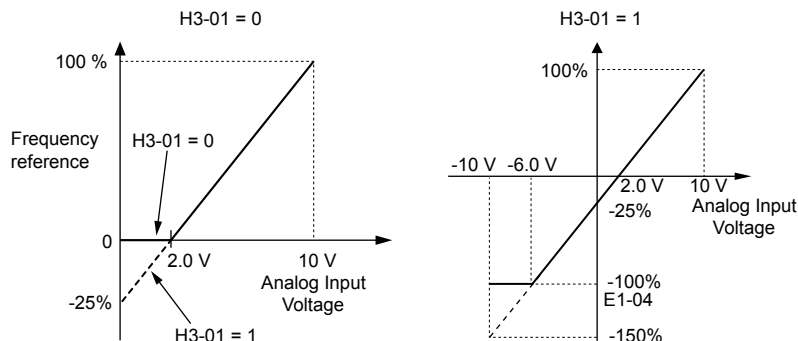 H3-01 = 0
100 %
Frequency
reference
H3-01 = 0
0
2.0 V
10 V
Analog Input
Voltage
-25%
H3-01 = 1
H3-01 = 1
100%
-10 V
-6.0 V
2.0 V
10 V
Analog Input
Voltage
-25%
-100%
E1-04
-150%